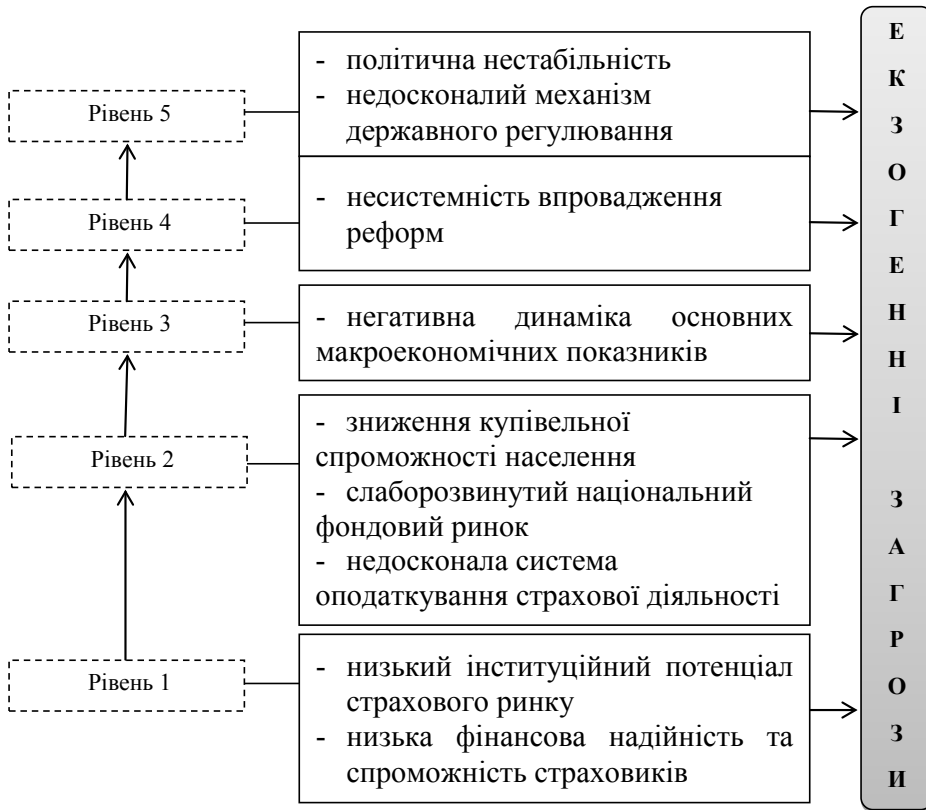 Рівень 5
- політична нестабільність
- недосконалий механізм
державного регулювання
Рівень 4
- несистемність впровадження
реформ
Рівень 3
- негативна динаміка основних
макроекономічних показників
Рівень 2
- зниження купівельної
спроможності населення
- слаборозвинутий національний
фондовий ринок
- недосконала система
оподаткування страхової діяльності
Рівень 1
- низький інституційний потенціал
страхового ринку
- низька фінансова надійність та
спроможність страховиків
ЕКЗОГЕННІ ЗАГРОЗИ